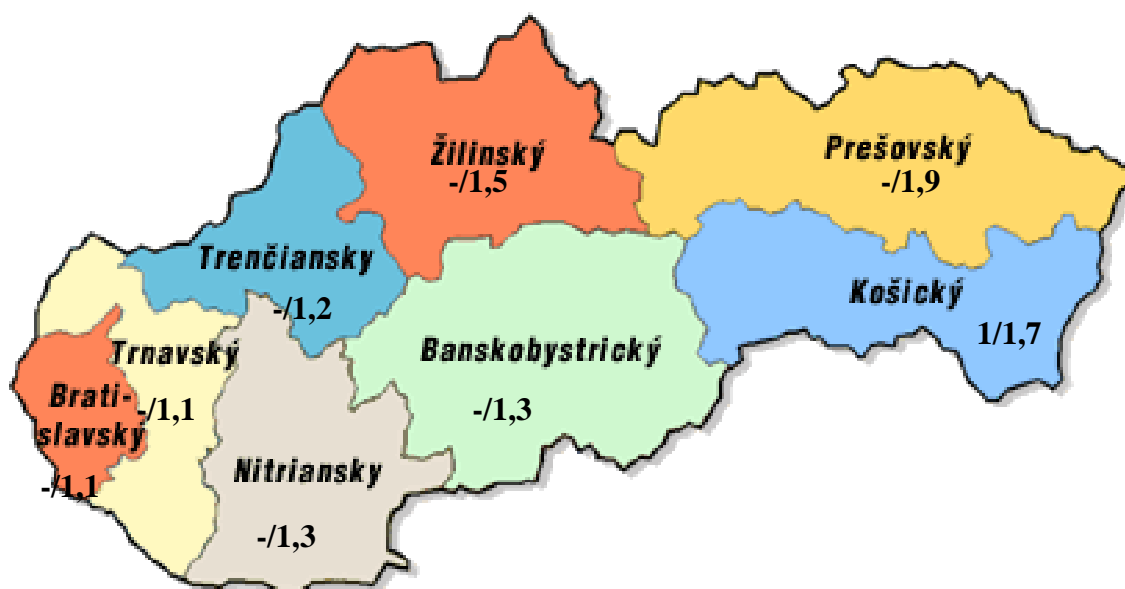 Žilinský
-/1,5
Prešovský
-/1,9
Trenčiansky
-/1,2
Košický
1/1,7
Trnavský
-/1,1
Banskobystrický
-/1,3
Brati-
slavský
-/1,1
Nitriansky
-/1,3